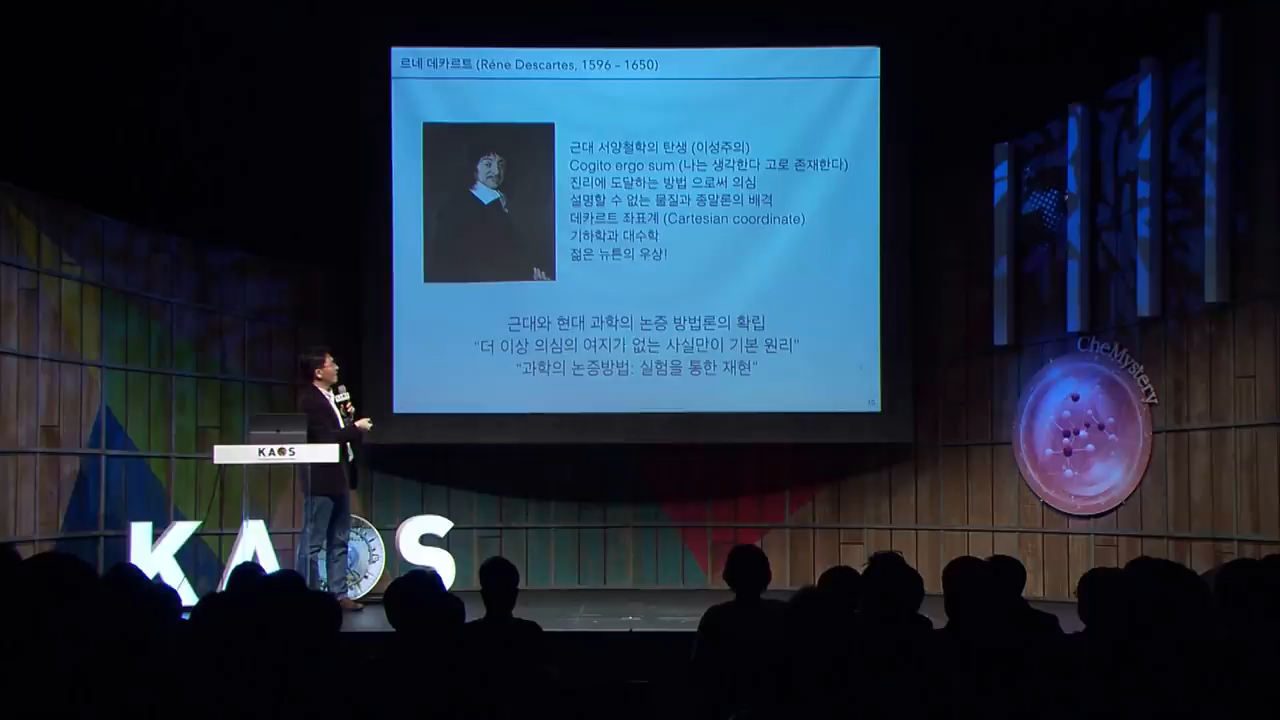 르네 데카르트 (Réne Descartes, 1596 - 1650)
근대 서양철학의 탄생 (이성주의)
Cogito ergo sum (나는 생각한다 고로 존재한다)
진리에 도달하는 방법 으로써 의심
설명할 수 없는 물질과 종말론의 배격
데카르트 좌표계 (Cartesian coordinate)
기하학과 대수학
젊은 뉴튼의 우상!
근대와 현대 과학의 논증 방법론의 확립
"더 이상 의심의 여지가 없는 사실만이 기본 원리"
"과학의 논증방법: 실험을 통한 재현"
15
CheMystery
KAOS
KAOS